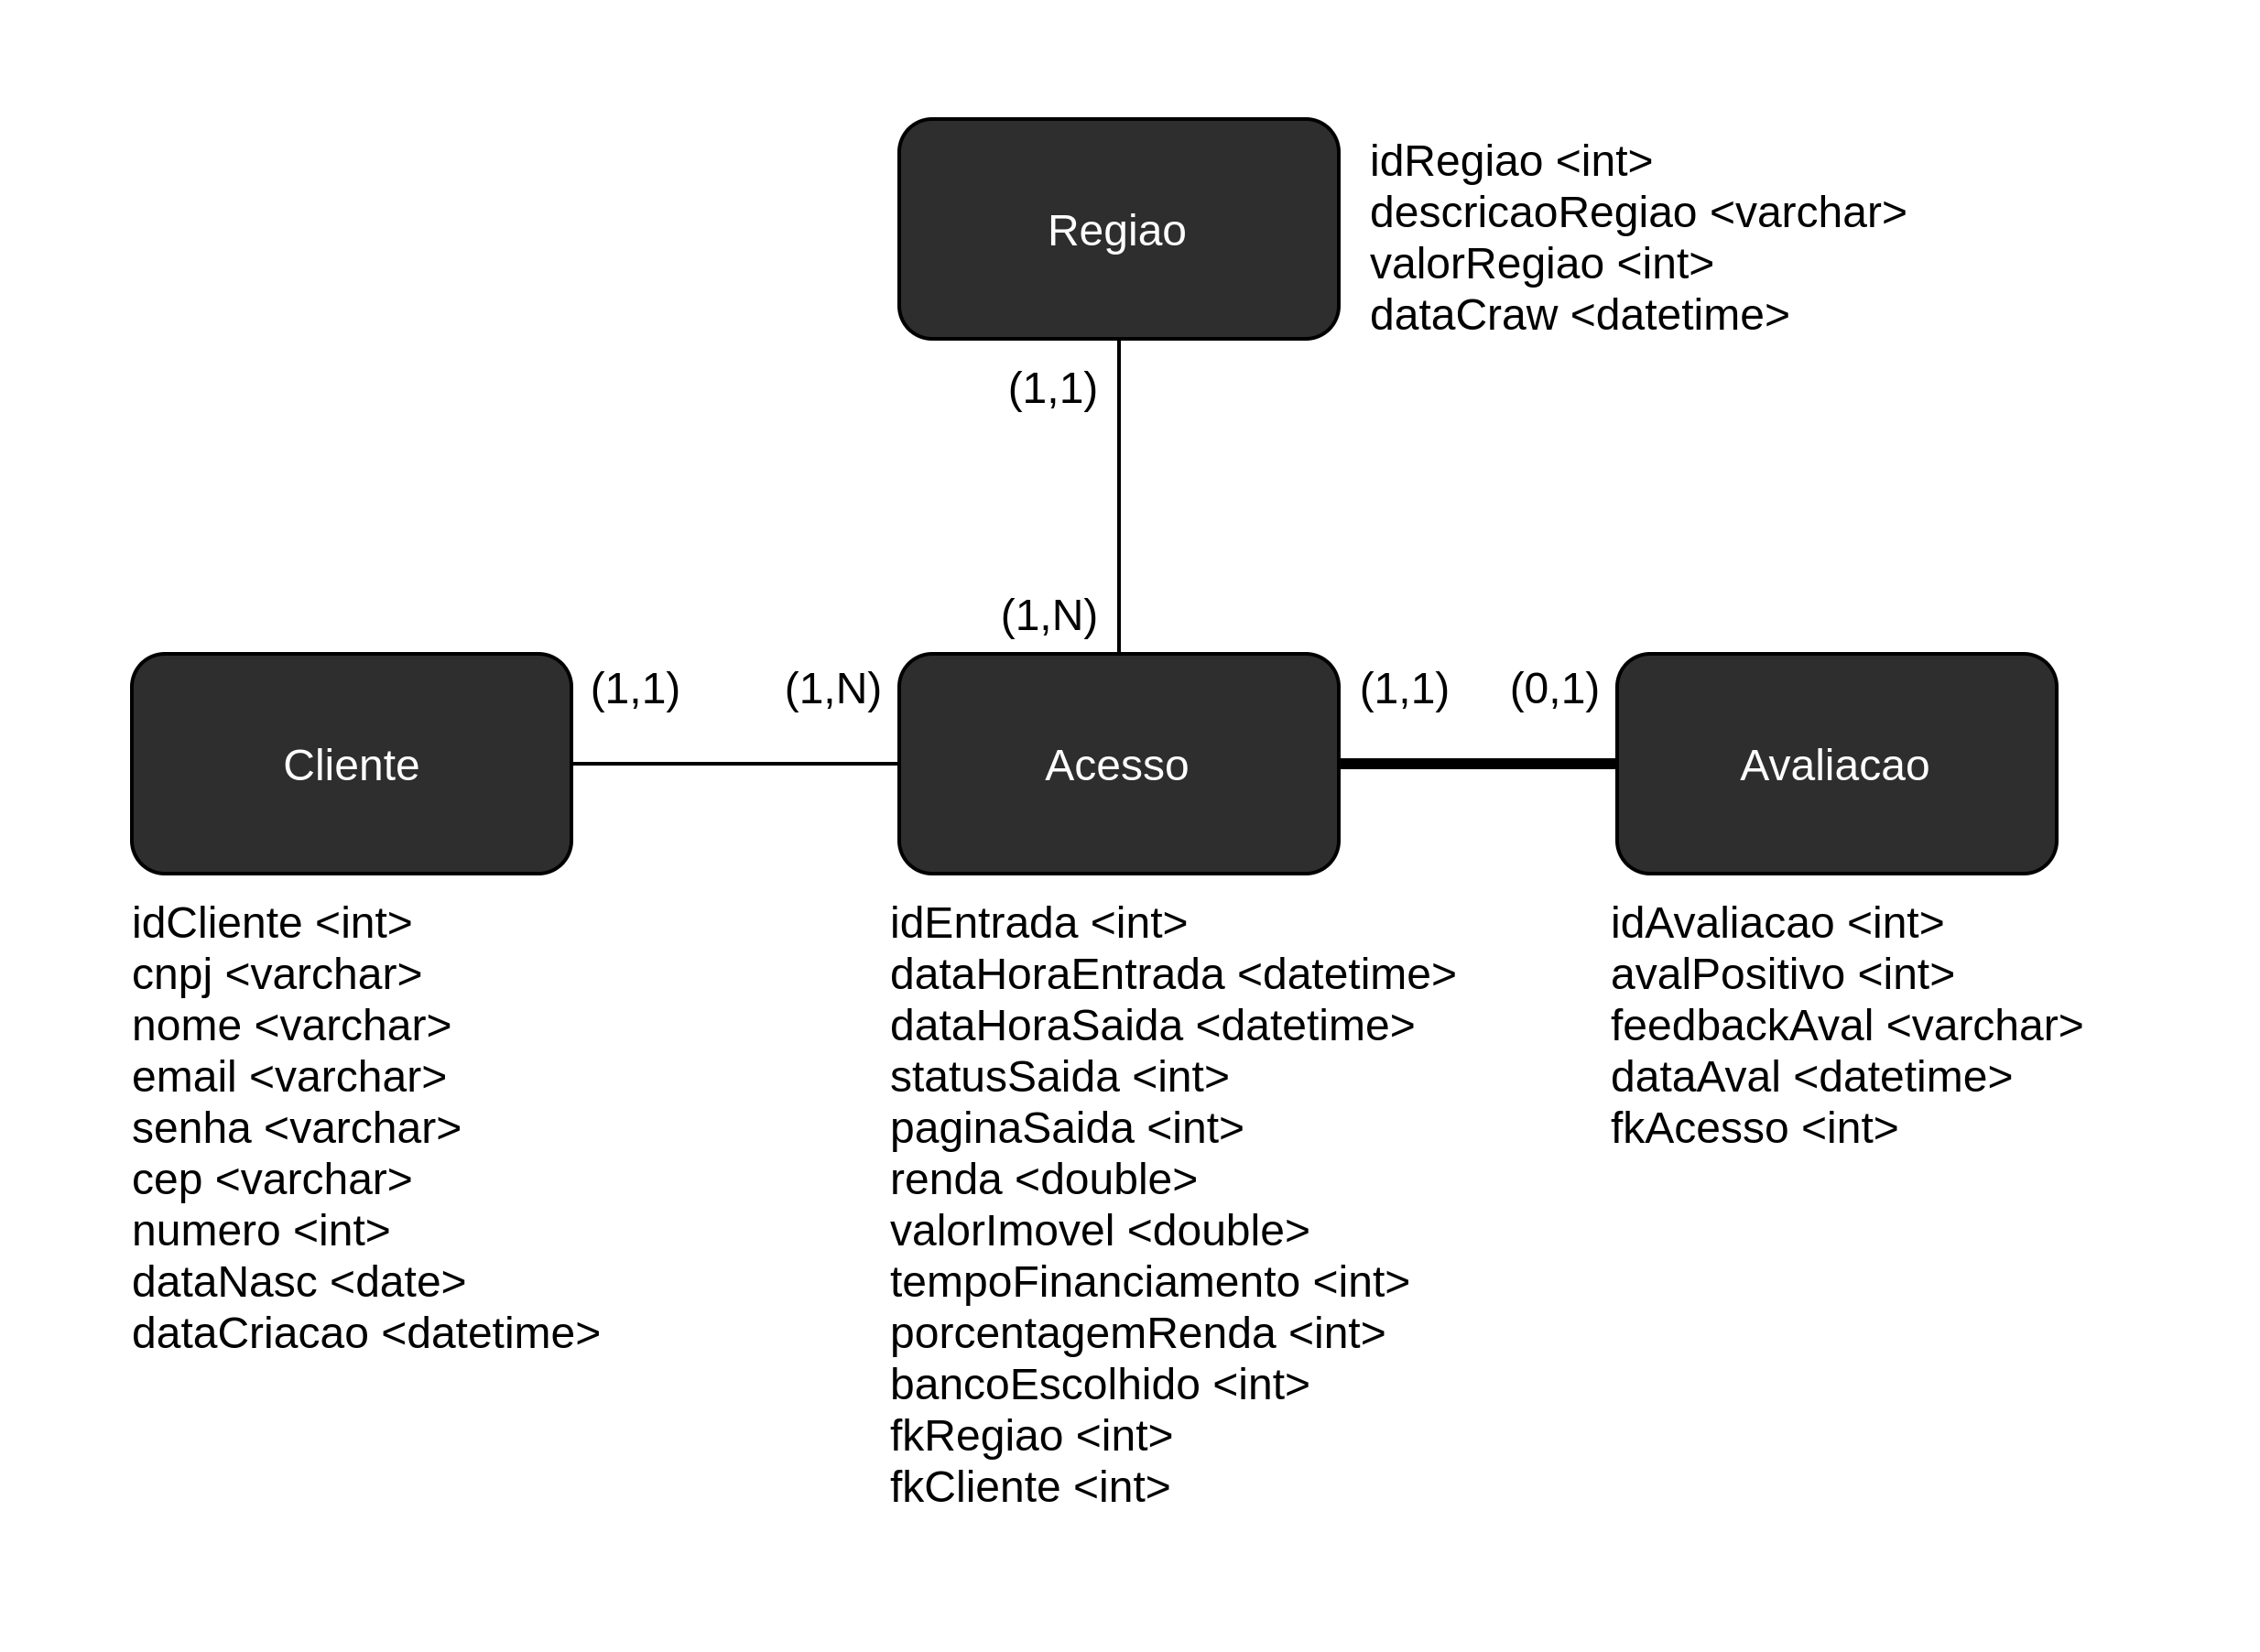 Regiao
idRegiao <int>
descricaoRegiao <varchar>
valorRegiao <int>
dataCraw <datetime>
(1,1)
(1,N)
Cliente
(1,1)
(1,N)
Acesso
(1,1)
(0,1)
Avaliacao
idCliente <int>
cnpj <varchar>
nome <varchar>
email <varchar>
senha <varchar>
cep <varchar>
numero <int>
dataNasc <date>
dataCriacao <datetime>
idEntrada <int>
dataHoraEntrada <datetime>
dataHoraSaida <datetime>
statusSaida <int>
paginaSaida <int>
renda <double>
valorImovel <double>
tempoFinanciamento <int>
porcentagemRenda <int>
bancoEscolhido <int>
fkRegiao <int>
fkCliente <int>
idAvaliacao <int>
avalPositivo <int>
feedbackAval <varchar>
dataAval <datetime>
fkAcesso <int>